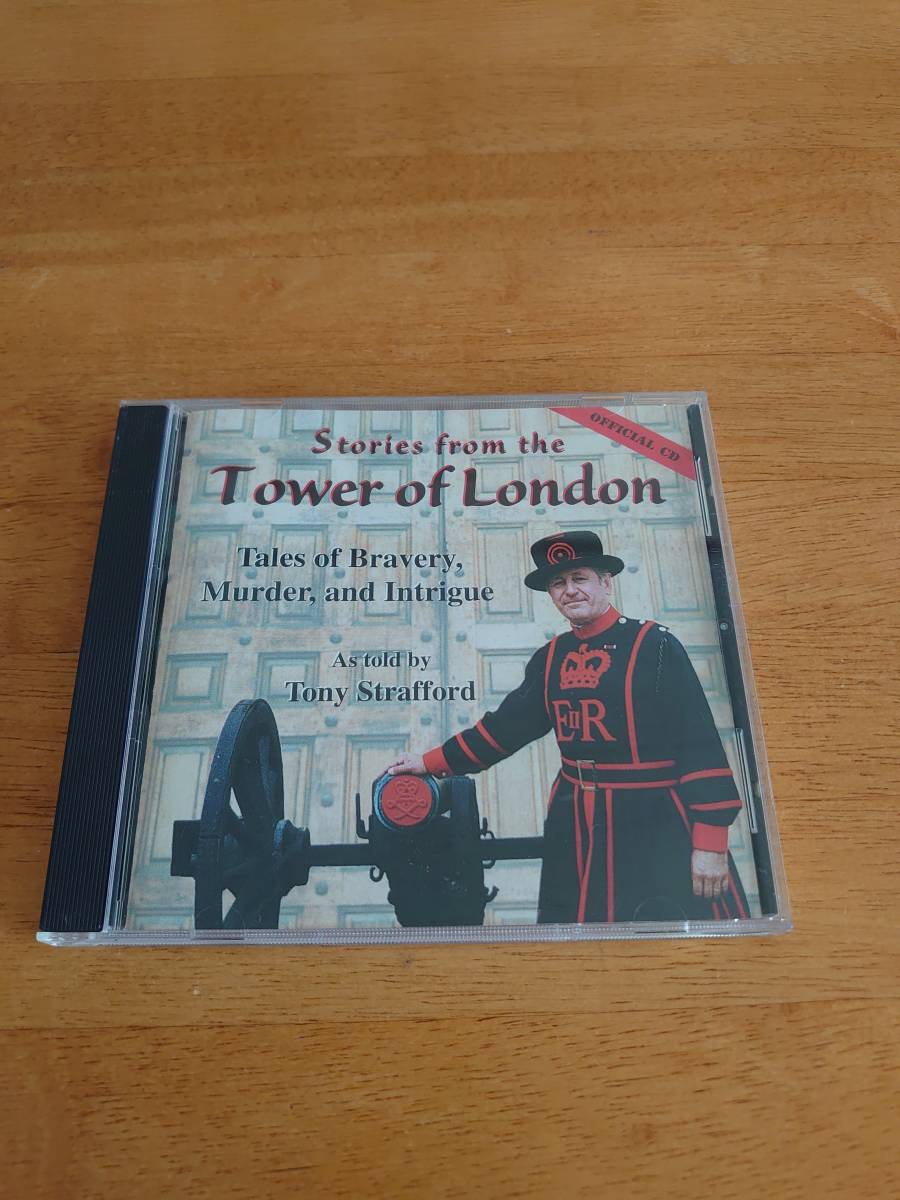 OFFICIAL CD
Stories from the
Tower of London
Tales of Bravery,
Murder, and Intrigue
As told by
Tony Strafford
EIIR